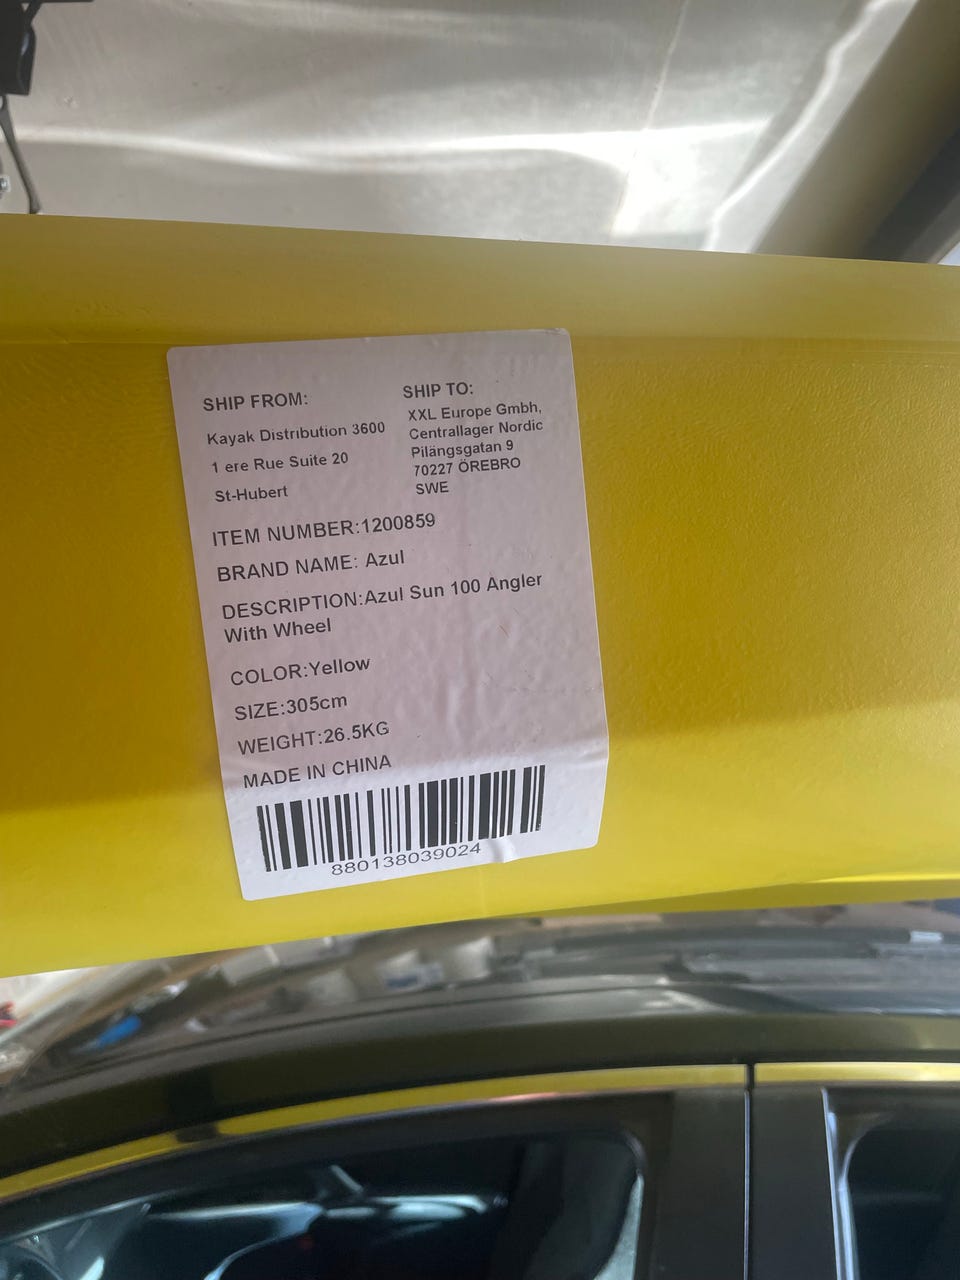 SHIP FROM:
Kayak Distribution 3600
1 ere Rue Suite 20
St-Hubert
SHIP TO:
XXL Europe Gmbh,
Centrallager Nordic
Pilängsgatan 9
70227 ÖREBRO
SWE
ITEM NUMBER:1200859
BRAND NAME: Azul
DESCRIPTION:Azul Sun 100 Angler
With Wheel
COLOR:Yellow
SIZE:305cm
WEIGHT:26.5KG
MADE IN CHINA
880138039024